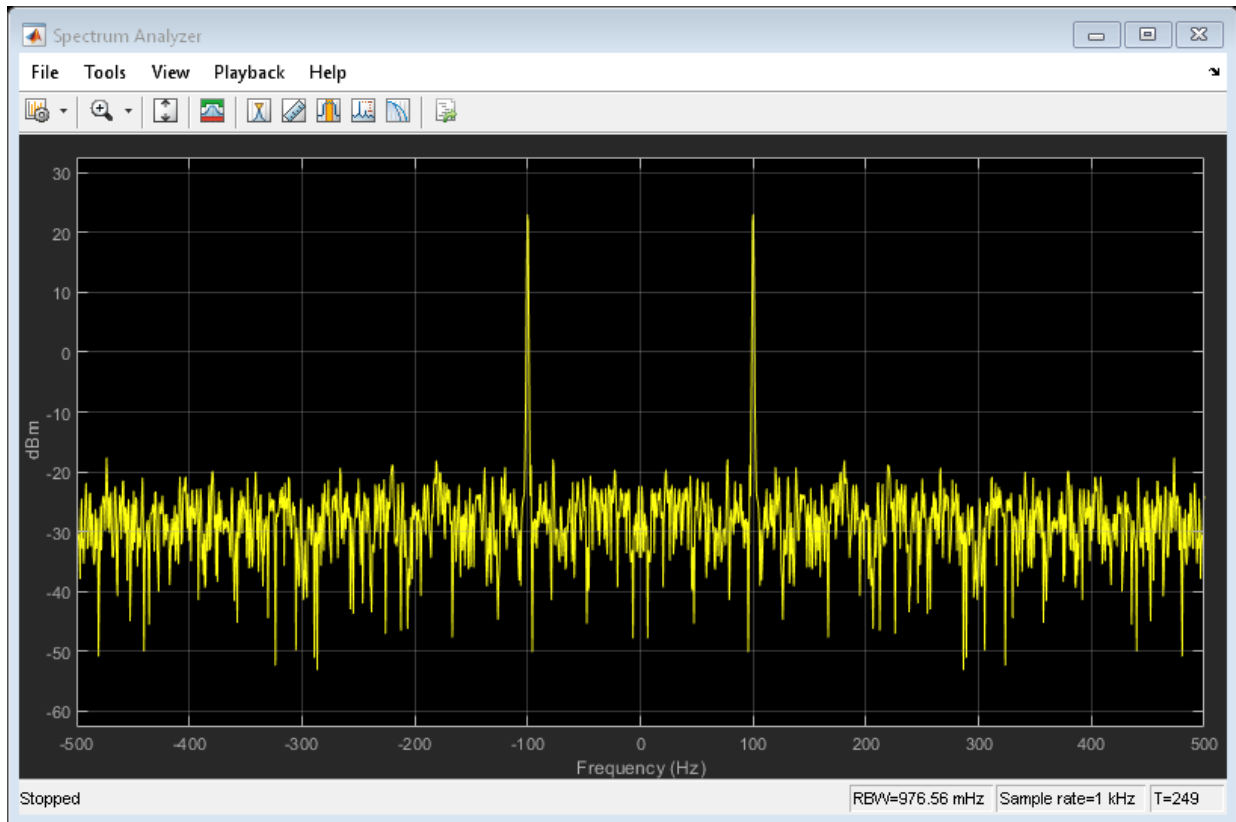 Spectrum Analyzer
File Tools View Playback Help
30
20
10
0
-10
-20
-30
-40
-50
-60
dBm
-500 -400 -300 -200 -100 0 100 200 300 400 500
Frequency (Hz)
Stopped RBW=976.56 mHz Sample rate=1 kHz T=249